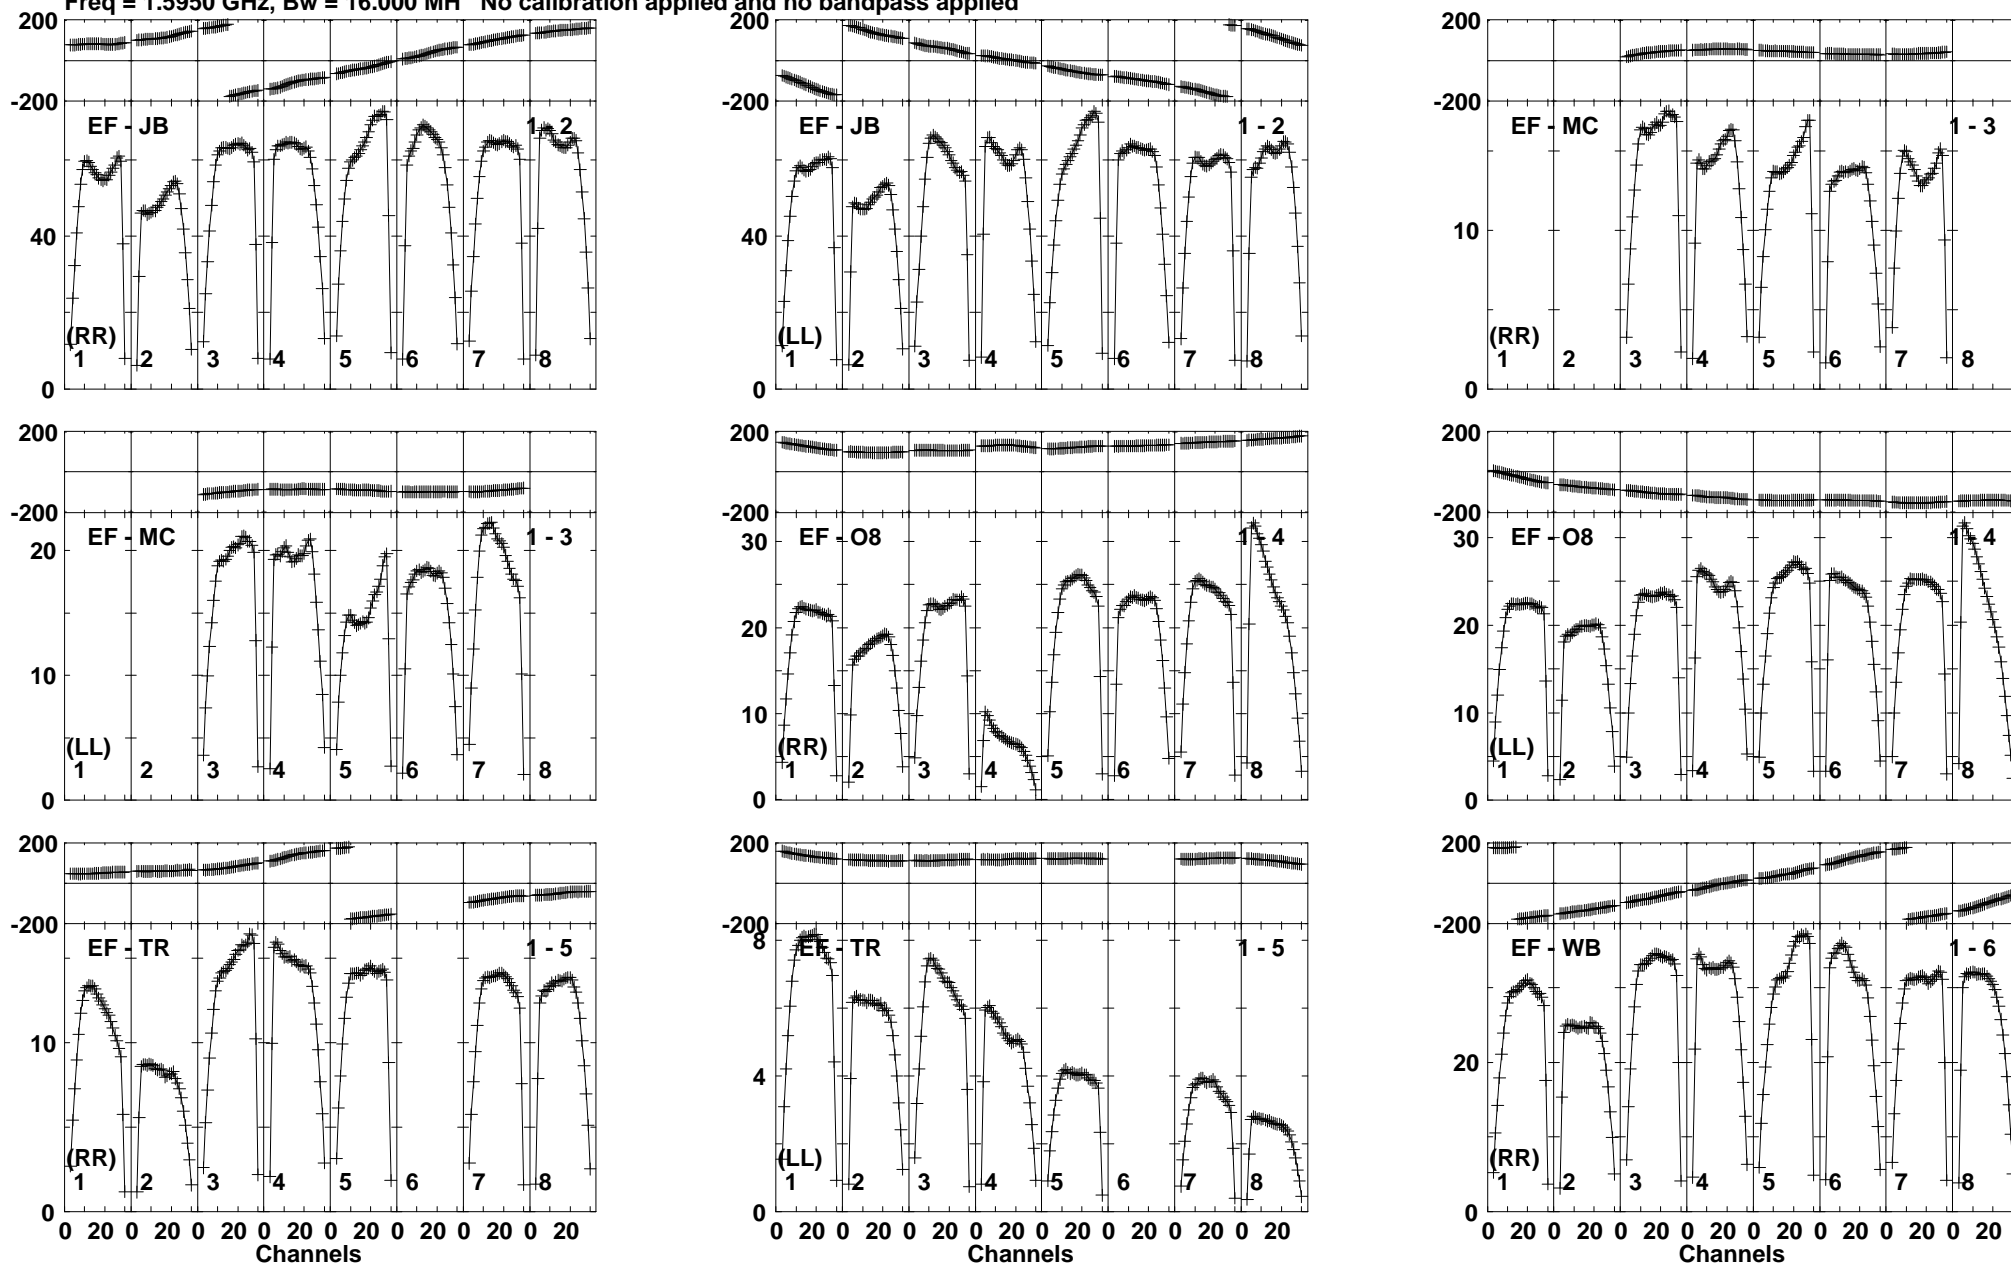 Freq = 1.5950 GHz, Bw = 16.000 MH No calibration applied and no bandpass applied
200 200 200
-200 -200 -200
EF - JB 1 - 2 EF - JB 1 - 2 EF - MC 1 - 3
40 40 10
(RR) (LL) (RR)
1 2 3 4 5 6 7 8 1 2 3 4 5 6 7 8 1 2 3 4 5 6 7 8
0 0 0
200 200 200
-200 -200 -200
EF - MC 1 - 3 EF - O8 1 - 4 EF - O8 1 - 4
20 30 30
20 20
10 10 10
(LL) (RR) (LL)
1 2 3 4 5 6 7 8 1 2 3 4 5 6 7 8 1 2 3 4 5 6 7 8
0 0 0
200 200 200
-200 -200 -200
8
EF - TR 1 - 5 EF - TR 1 - 5 EF - WB 1 - 6
10 4 20
(RR) (LL) (RR)
1 2 3 4 5 6 7 8 1 2 3 4 5 6 7 8 1 2 3 4 5 6 7 8
0 0 0
0 20 0 20 0 20 0 20 0 20 0 20 0 20 0 20 0 20 0 20 0 20 0 20 0 20 0 20 0 20 0 20 0 20 0 20 0 20 0 20 0 20 0 20 0 20 0 20
Channels Channels Channels